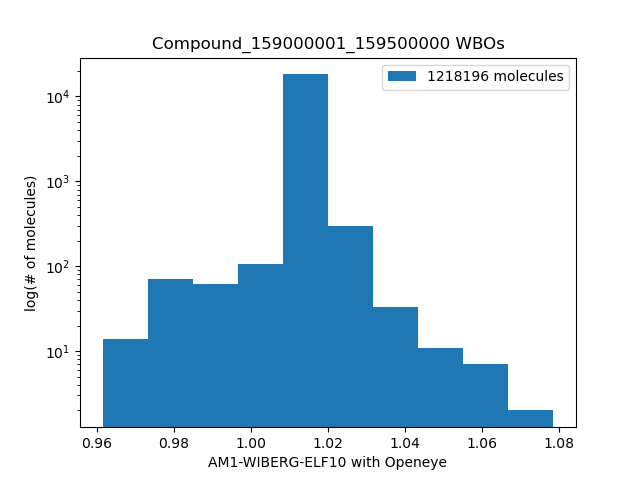 Compound_159000001_159500000 WBOs
1218196 molecules
log(# of molecules)
10^4
10^3
10^2
10^1
0.96 0.98 1.00 1.02 1.04 1.06 1.08
AM1-WIBERG-ELF10 with Openeye